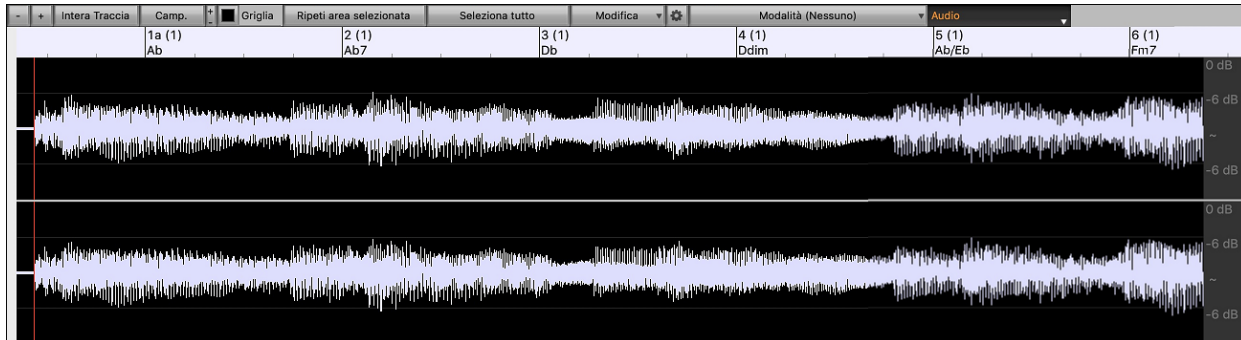 - + Intera Traccia Camp. + - Griglia Ripeti area selezionata Seleziona tutto Modifica Modalità (Nessuno) Audio
1a (1) 2 (1) 3 (1) 4 (1) 5 (1) 6 (1)
Ab Ab7 Db Ddim Ab/Eb Fm7
0 dB
-6 dB
~
-6 dB
0 dB
-6 dB
~
-6 dB